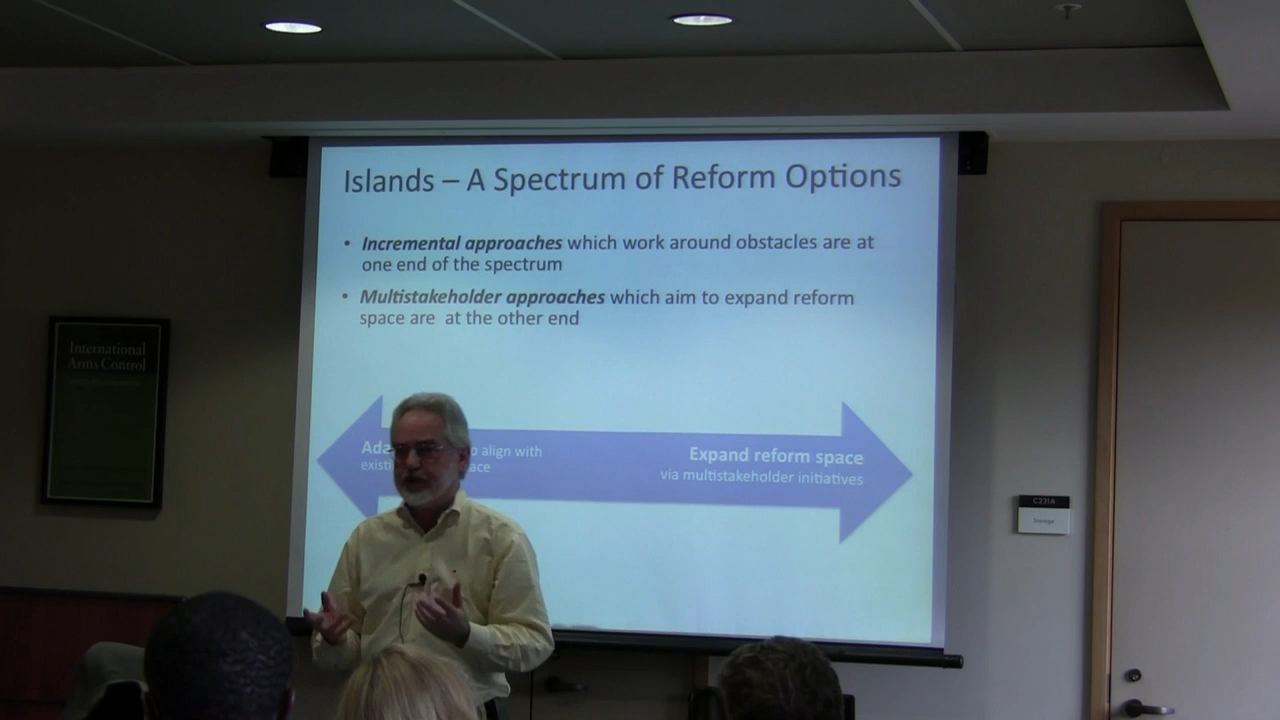 Islands – A Spectrum of Reform Options
• Incremental approaches which work around obstacles are at
one end of the spectrum
• Multistakeholder approaches which aim to expand reform
space are at the other end
align with
Expand reform space
via multistakeholder initiatives
International
Arms Control
C231A
Storage